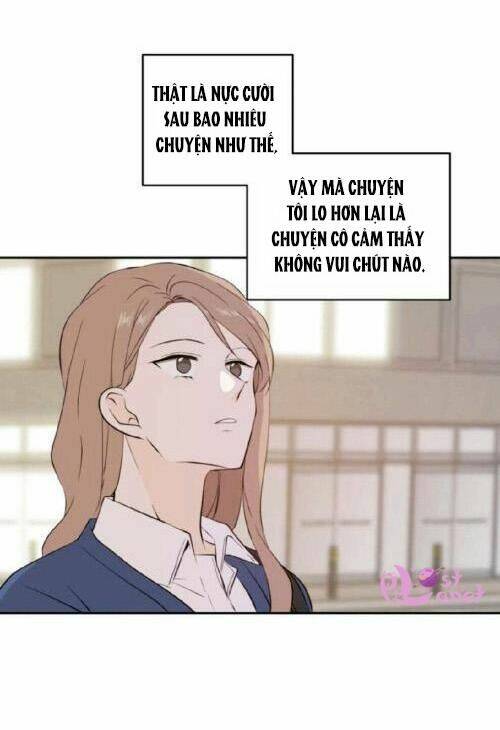 THẬT LÀ NỰC CƯỜI
SAU BAO NHIÊU
CHUYỆN NHƯ THẾ,
VẬY MÀ CHUYỆN
TÔI LO HƠN LẠI LÀ
CHUYỆN CÔ CẢM THẤY
KHÔNG VUI CHÚT NÀO.